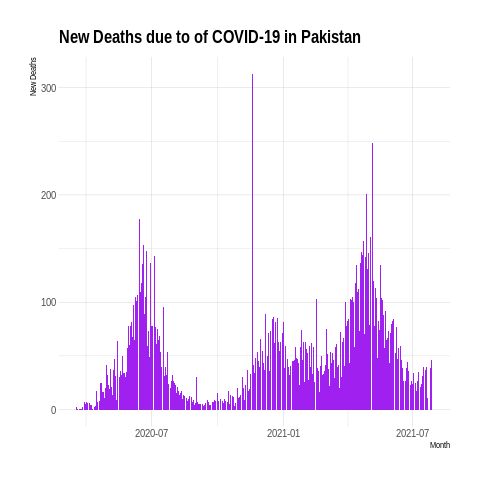 New Deaths due to of COVID-19 in Pakistan
New Deaths
300
200
100
0
2020-07
2021-01
2021-07
Month